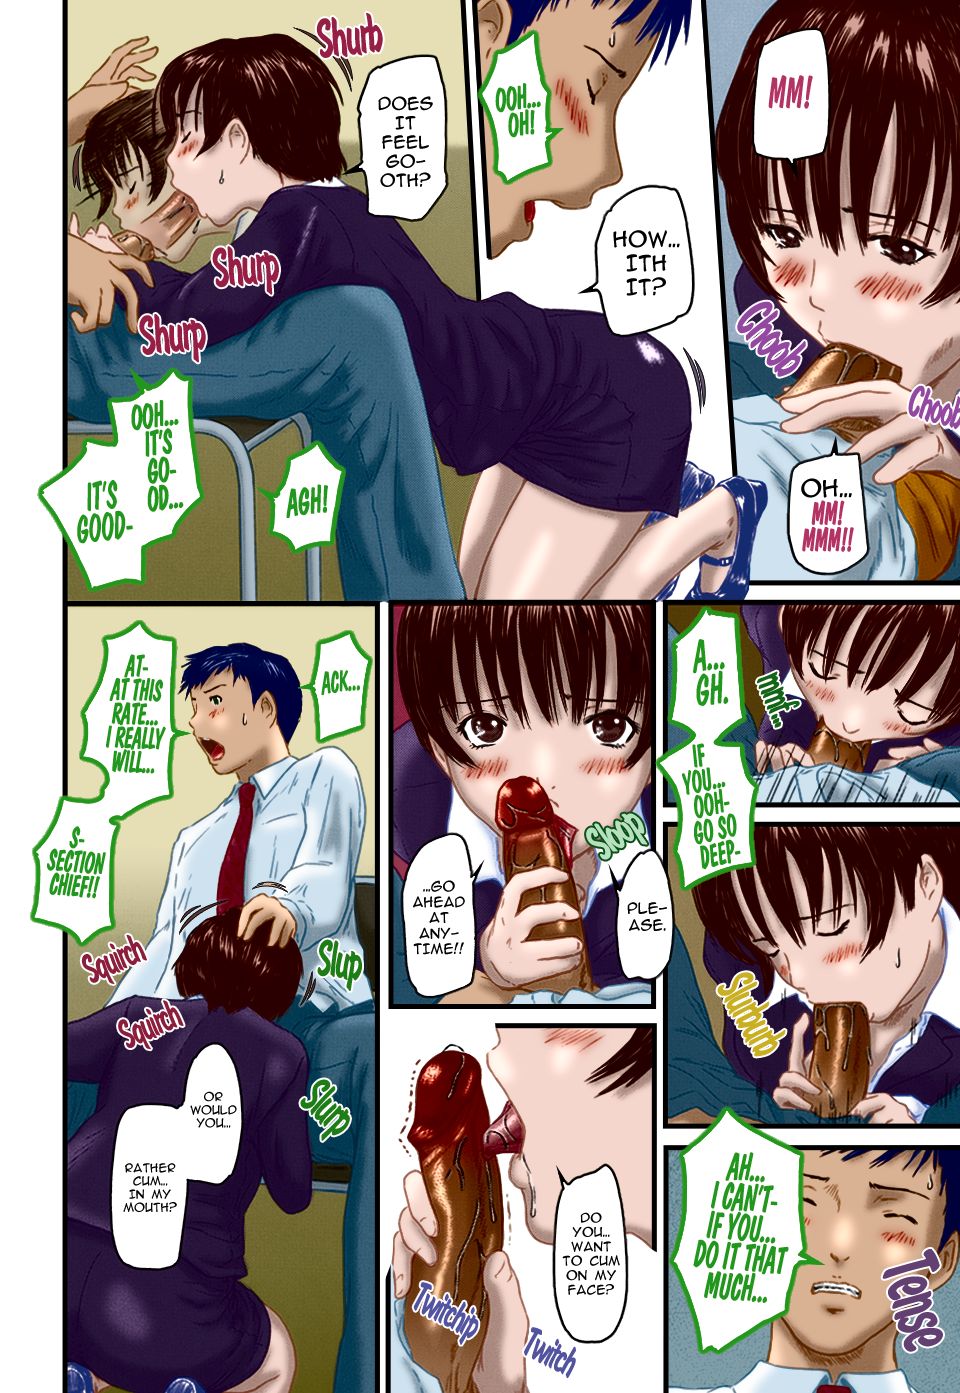 MM!
Choob
Choob
OH...
MM!
MMM!!
OOH...
OH!
HOW...
ITH
IT?
Shurb
DOES
IT
FEEL
GO-
OTH?
Shurp
Shurp
OOH...
IT'S
GO-
OD...
IT'S
GOOD-
AGH!
A...
GH.
mmf...
IF
YOU...
OOH-
GO SO
DEEP-
Slurburb
AH...
I CAN'T-
IF YOU...
DO IT THAT
MUCH...
Tense
Sloop
PLE-
ASE.
...GO
AHEAD
AT
ANY-
TIME!!
DO
YOU...
WANT
TO CUM
ON MY
FACE?
Twitchip
Twitch
ACK...
AT-
AT THIS
RATE...
I REALLY
WILL...
S-
SECTION
CHIEF!!
Slup
Squirch
Squirch
Slurp
OR
WOULD
YOU...
RATHER
CUM...
IN MY
MOUTH?